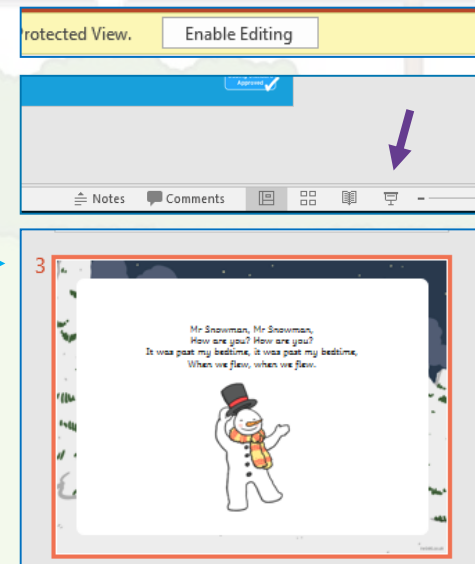 rotected View. Enable Editing
Approved
Notes Comments
3
Mr Snowman, Mr Snowman,
How are you? How are you?
It was past my bedtime, it was past my bedtime,
When we flew, when we flew.